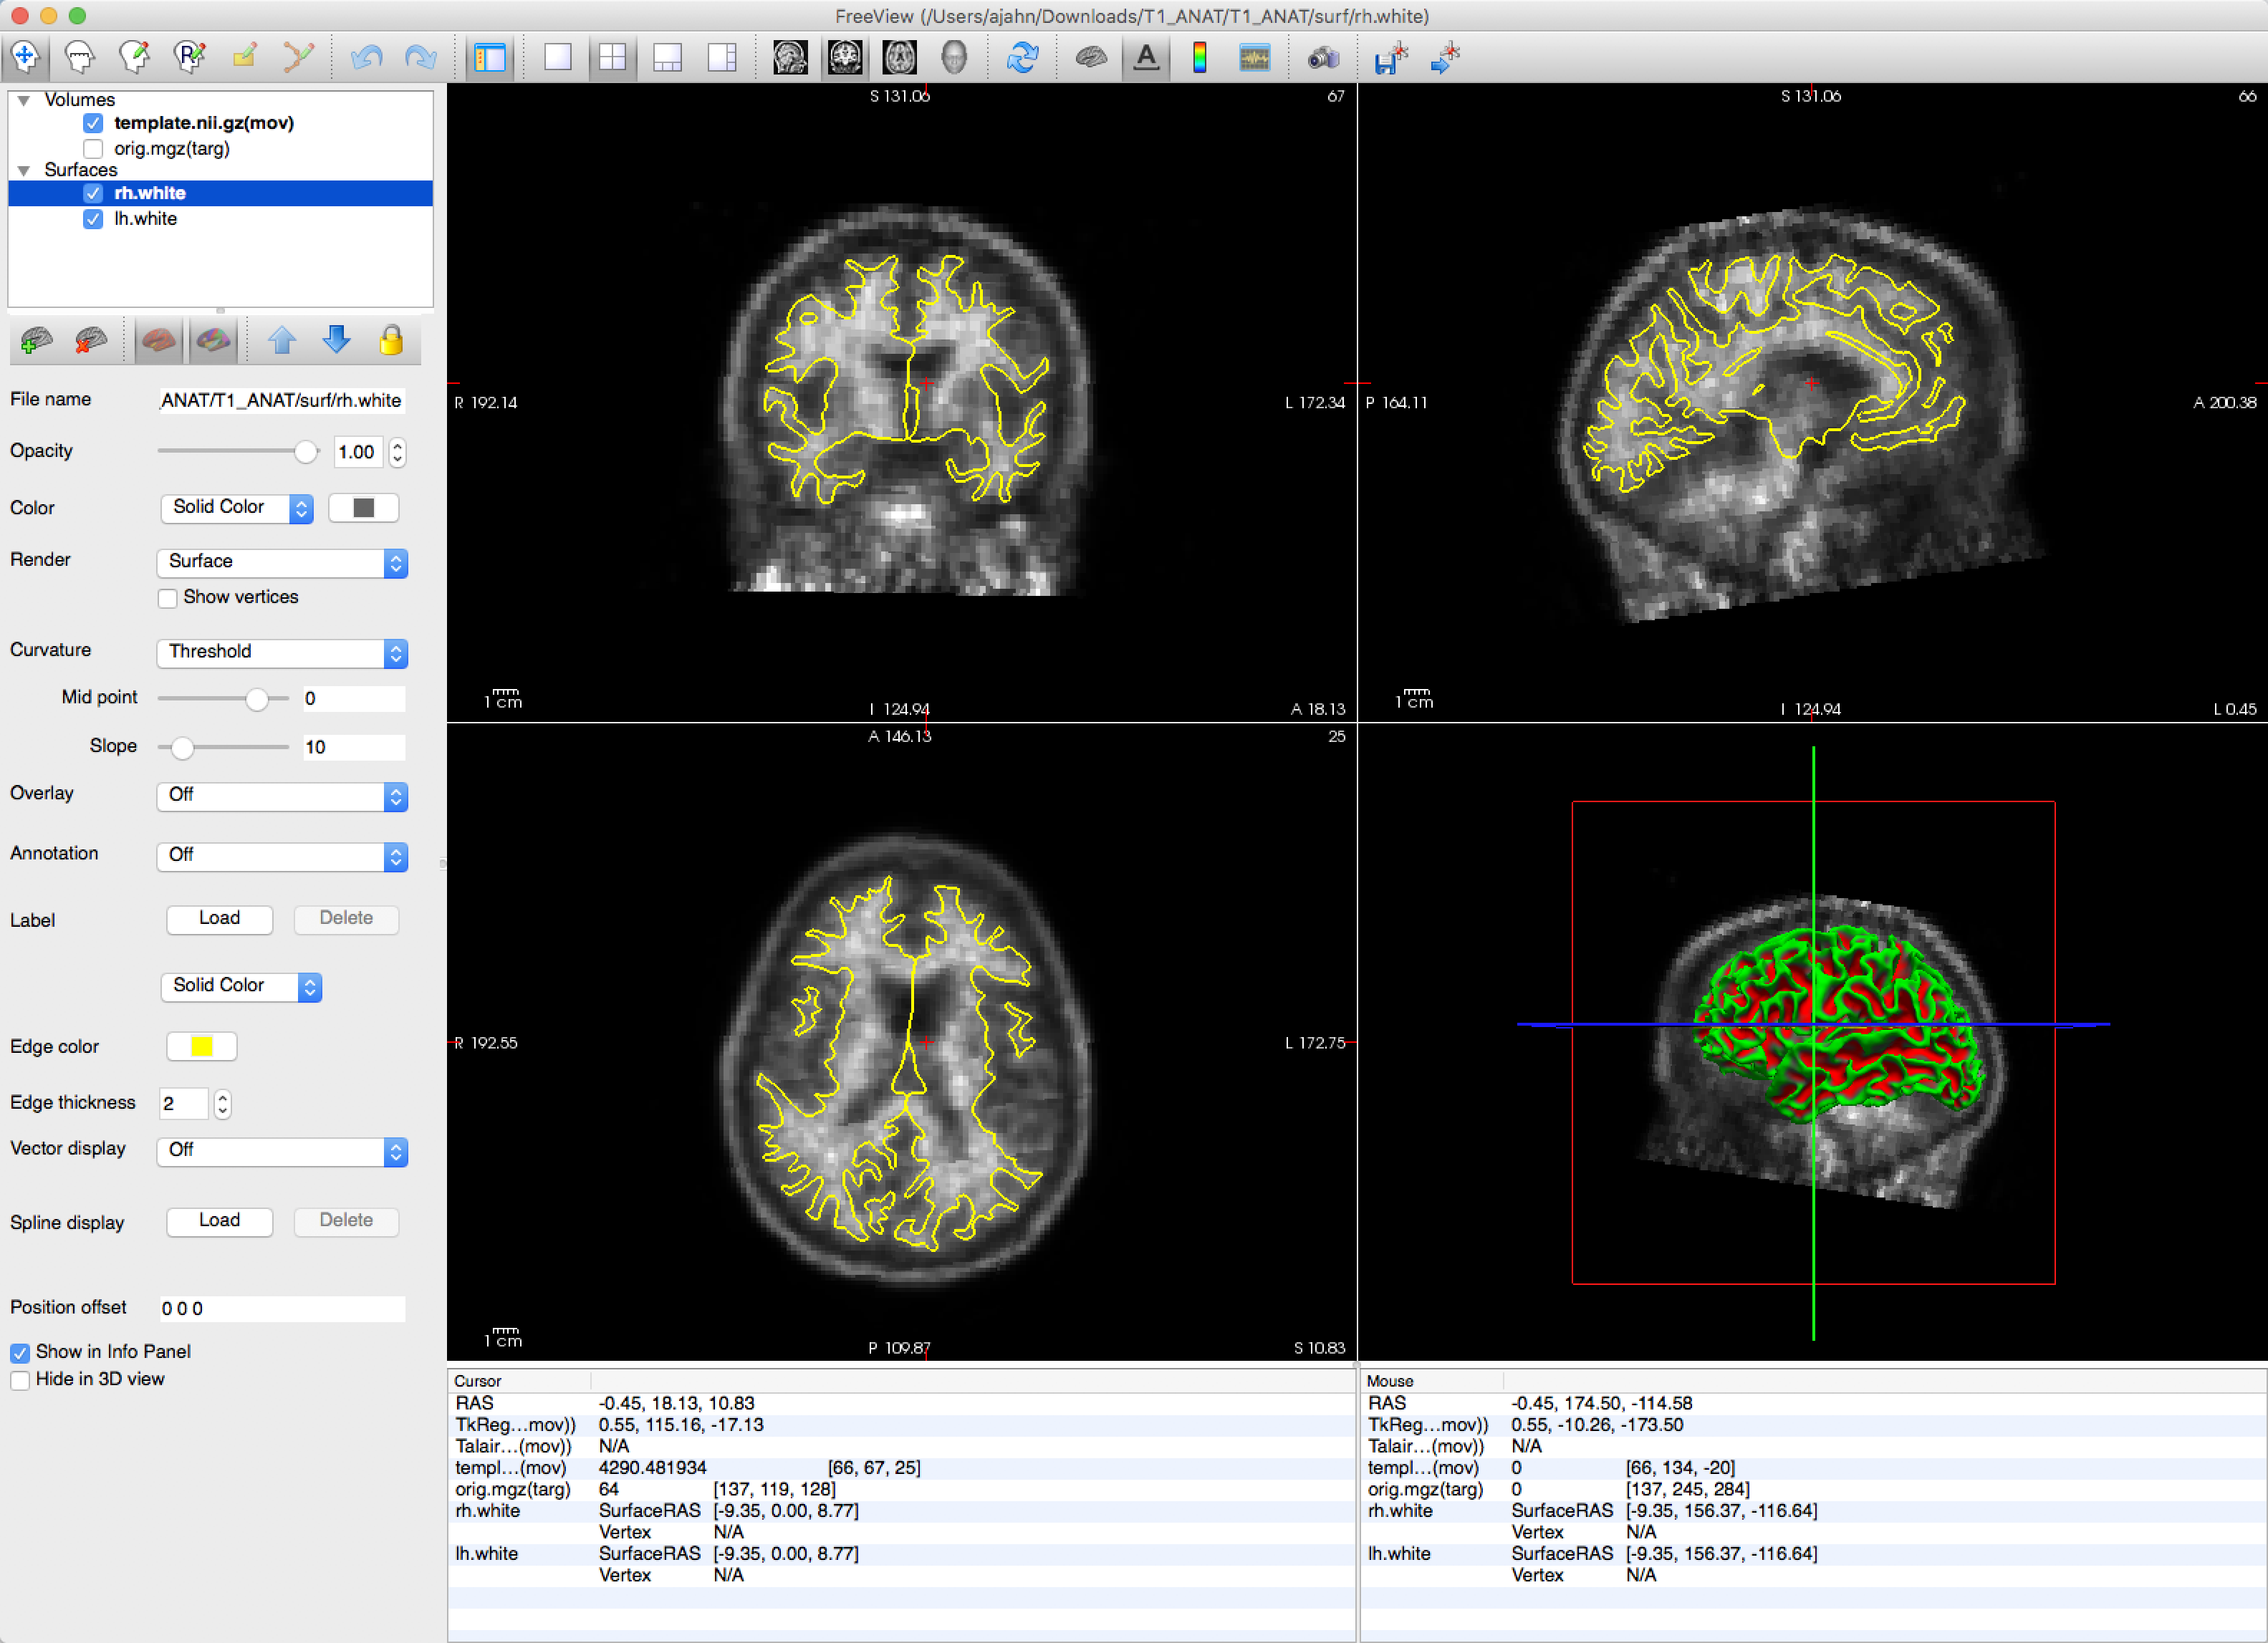 FreeView (/Users/ajahn/Downloads/T1_ANAT/T1_ANAT/surf/rh.white)
Volumes
template.nii.gz(mov)
orig.mgz(targ)
Surfaces
rh.white
lh.white
File name _ANAT/T1_ANAT/surf/rh.white
Opacity 1.00
Color Solid Color
Render Surface
Show vertices
Curvature Threshold
Mid point 0
Slope 10
Overlay Off
Annotation Off
Label Load Delete
Solid Color
Edge color
Edge thickness 2
Vector display Off
Spline display Load Delete
Position offset 0 0 0
Show in Info Panel
Hide in 3D view
S 131.06 67
R 192.14 L 172.34
1 cm I 124.94 A 18.13
S 131.06 66
P 164.11 A 200.38
1 cm I 124.94 L 0.45
A 146.13 25
R 192.55 L 172.75
1 cm P 109.87 S 10.83
Cursor
RAS -0.45, 18.13, 10.83
TkReg...mov)) 0.55, 115.16, -17.13
Talair...(mov)) N/A
templ...(mov) 4290.481934 [66, 67, 25]
orig.mgz(targ) 64 [137, 119, 128]
rh.white SurfaceRAS [-9.35, 0.00, 8.77]
Vertex N/A
lh.white SurfaceRAS [-9.35, 0.00, 8.77]
Vertex N/A
Mouse
RAS -0.45, 174.50, -114.58
TkReg...mov)) 0.55, -10.26, -173.50
Talair...(mov)) N/A
templ...(mov) 0 [66, 134, -20]
orig.mgz(targ) 0 [137, 245, 284]
rh.white SurfaceRAS [-9.35, 156.37, -116.64]
Vertex N/A
lh.white SurfaceRAS [-9.35, 156.37, -116.64]
Vertex N/A